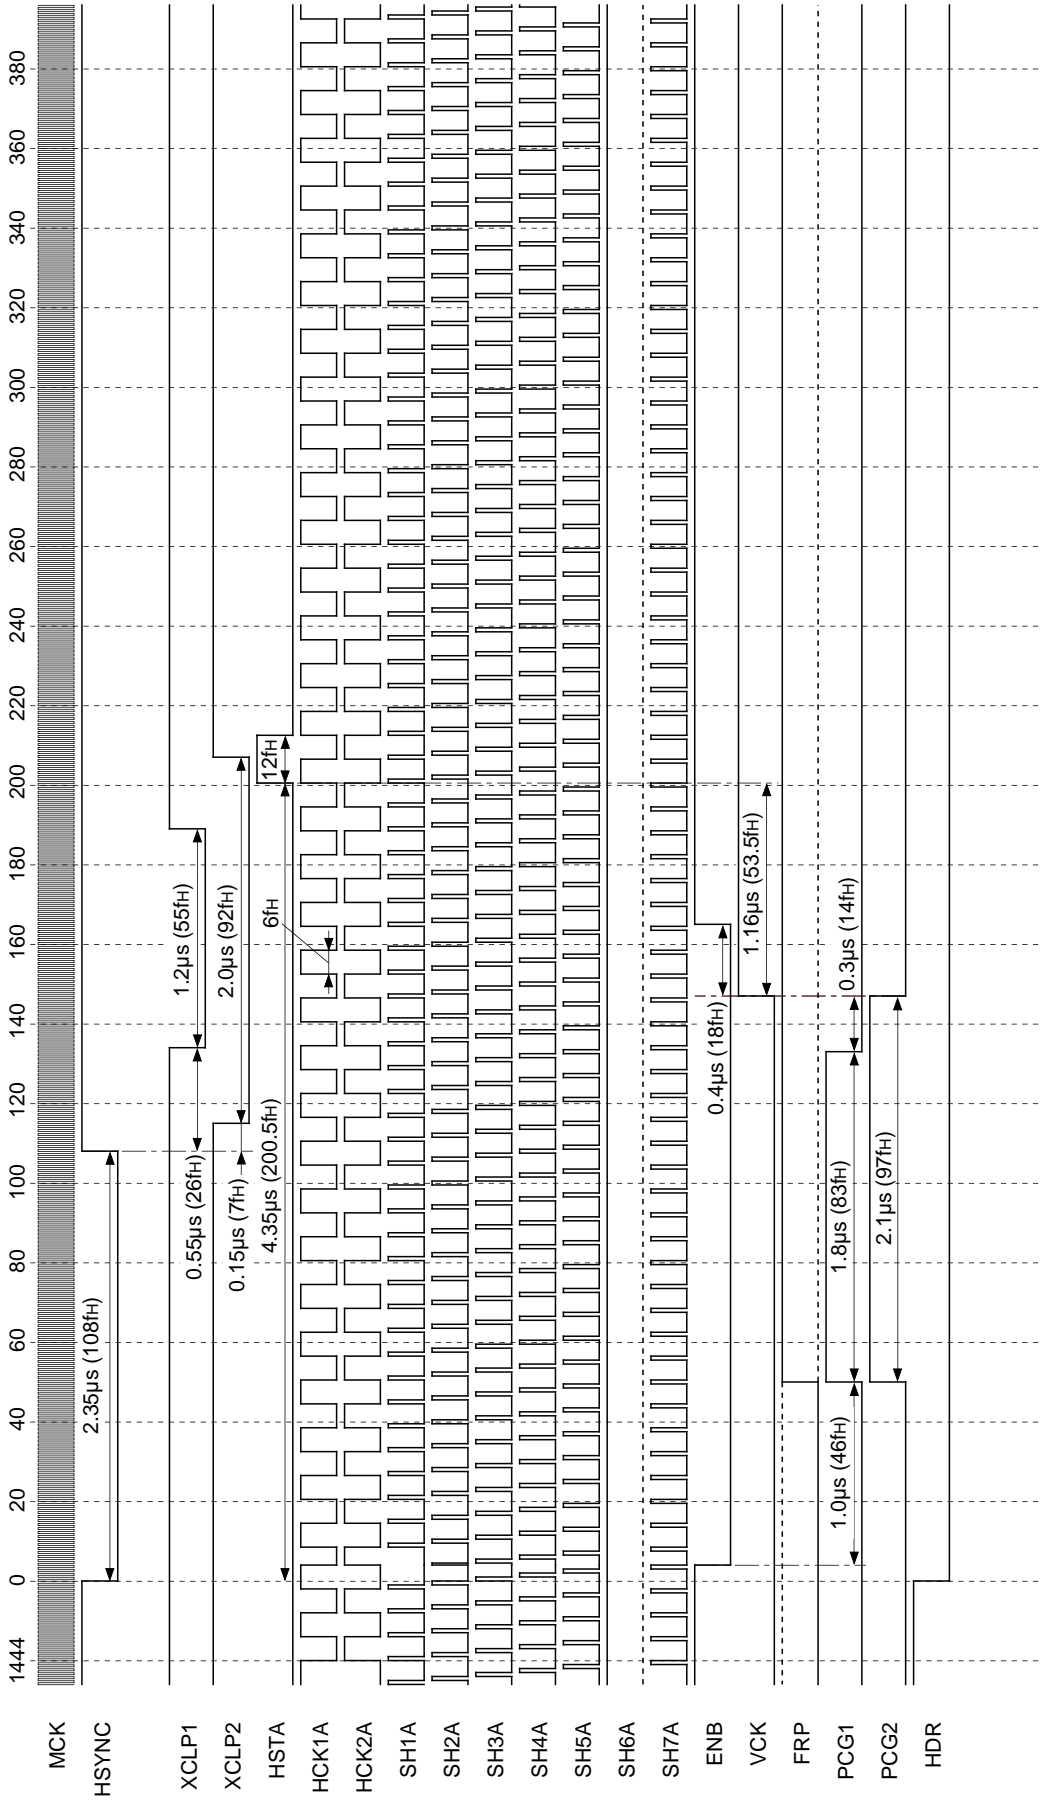 MCK
HSYNC
XCLP1
XCLP2
HSTA
HCK1A
HCK2A
SH1A
SH2A
SH3A
SH4A
SH5A
SH6A
SH7A
ENB
VCK
FRP
PCG1
PCG2
HDR
1444 0 20 40 60 80 100 120 140 160 180 200 220 240 260 280 300 320 340 360 380
2.35µs (108fH)
0.55µs (26fH)
1.2µs (55fH)
0.15µs (7fH)
2.0µs (92fH)
4.35µs (200.5fH)
12fH
6fH
0.4µs (18fH)
1.16µs (53.5fH)
1.0µs (46fH)
1.8µs (83fH)
0.3µs (14fH)
2.1µs (97fH)